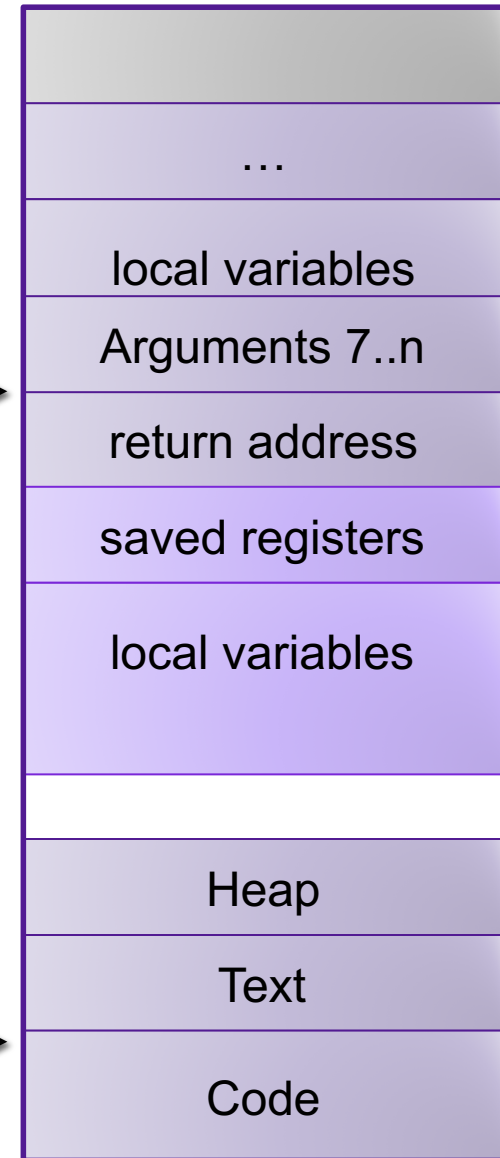 …
local variables
Arguments 7..n
return address
saved registers
local variables
Heap
Text
Code